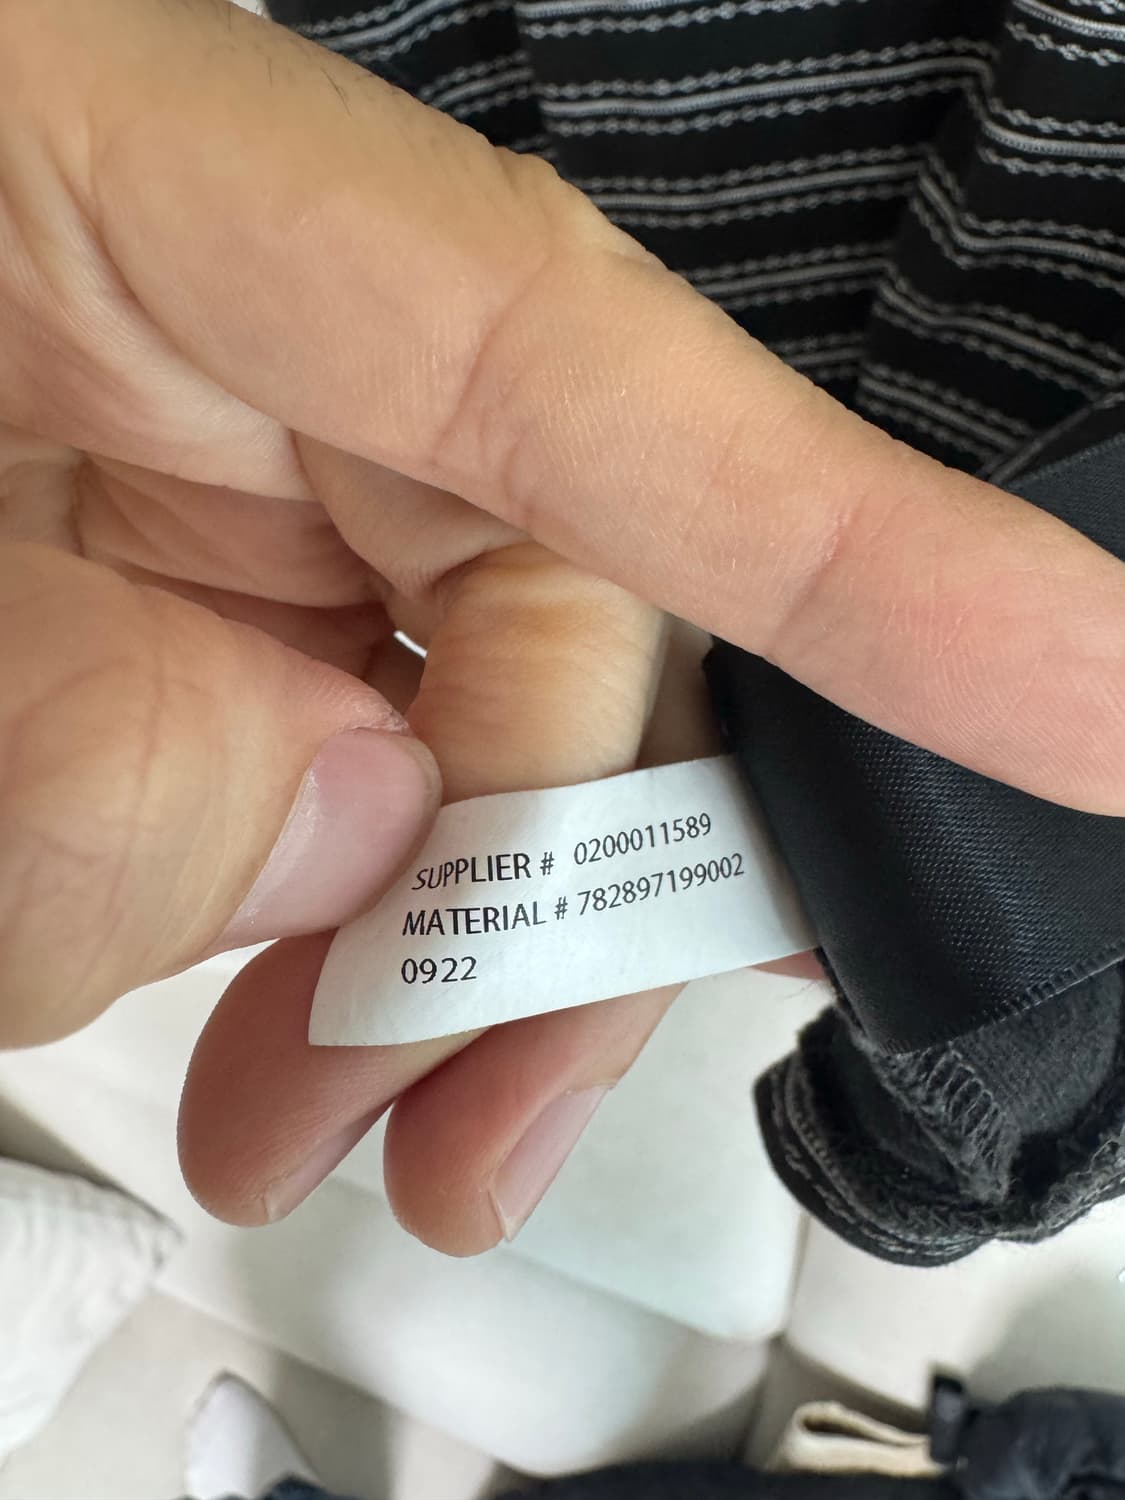 SUPPLIER # 0200011589
MATERIAL # 782897199002
0922